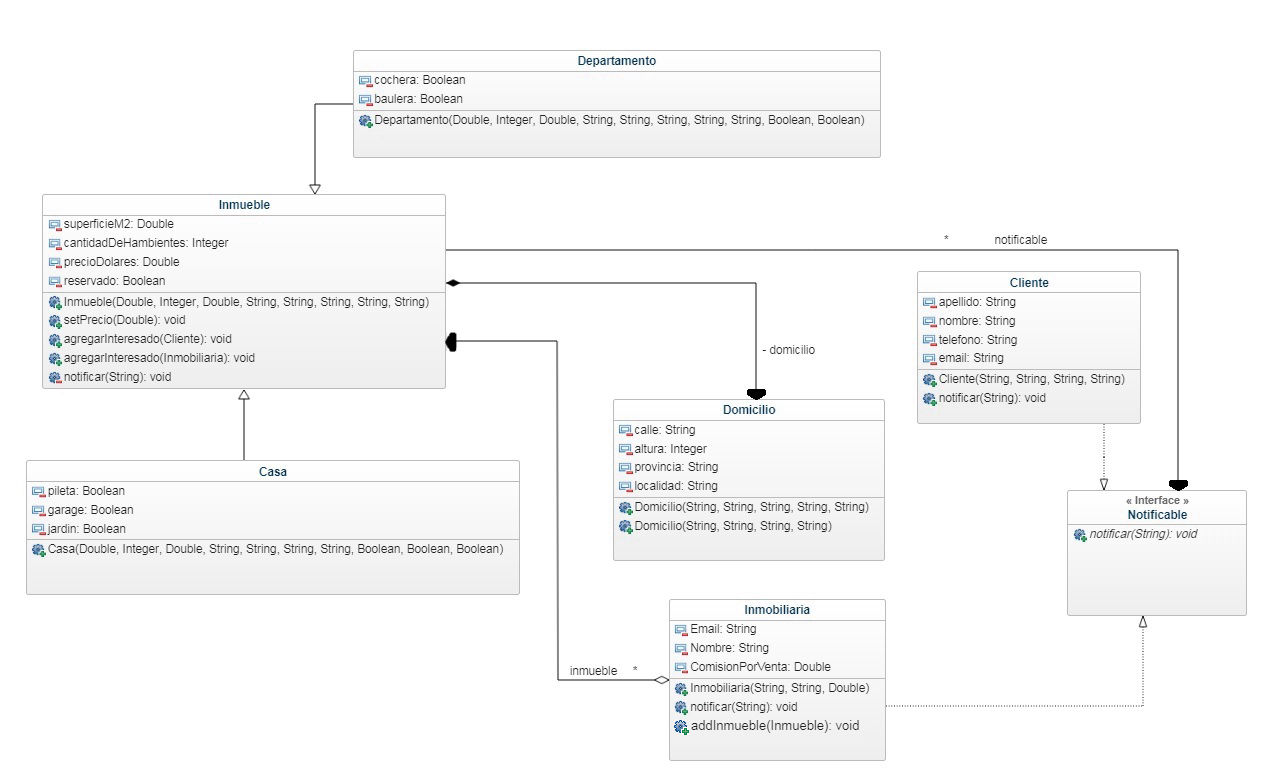 Departamento
cochera: Boolean
baulera: Boolean
Departamento(Double, Integer, Double, String, String, String, String, String, Boolean, Boolean)
Inmueble
superficieM2: Double
cantidadDeHambientes: Integer
precioDolares: Double
reservado: Boolean
Inmueble(Double, Integer, Double, String, String, String, String, String)
setPrecio(Double): void
agregarInteresado(Cliente): void
agregarInteresado(Inmobiliaria): void
notificar(String): void
* notificable
Cliente
apellido: String
nombre: String
telefono: String
email: String
Cliente(String, String, String, String)
notificar(String): void
- domicilio
Domicilio
calle: String
altura: Integer
provincia: String
localidad: String
Domicilio(String, String, String, String, String)
Domicilio(String, String, String, String)
Casa
pileta: Boolean
garage: Boolean
jardin: Boolean
Casa(Double, Integer, Double, String, String, String, String, Boolean, Boolean, Boolean)
« Interface »
Notificable
notificar(String): void
Inmobiliaria
Email: String
Nombre: String
ComisionPorVenta: Double
Inmobiliaria(String, String, Double)
notificar(String): void
addInmueble(Inmueble): void
inmueble *